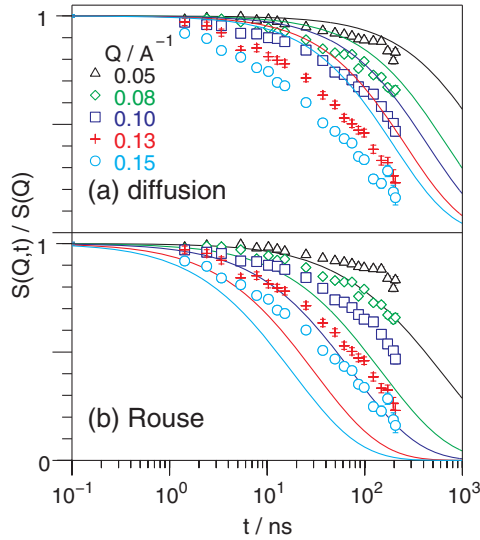 1
Q / A⁻¹
0.05
0.08
0.10
0.13
0.15
(a) diffusion
S(Q,t) / S(Q)
1
(b) Rouse
0
10⁻¹ 10⁰ 10¹ 10² 10³
t / ns